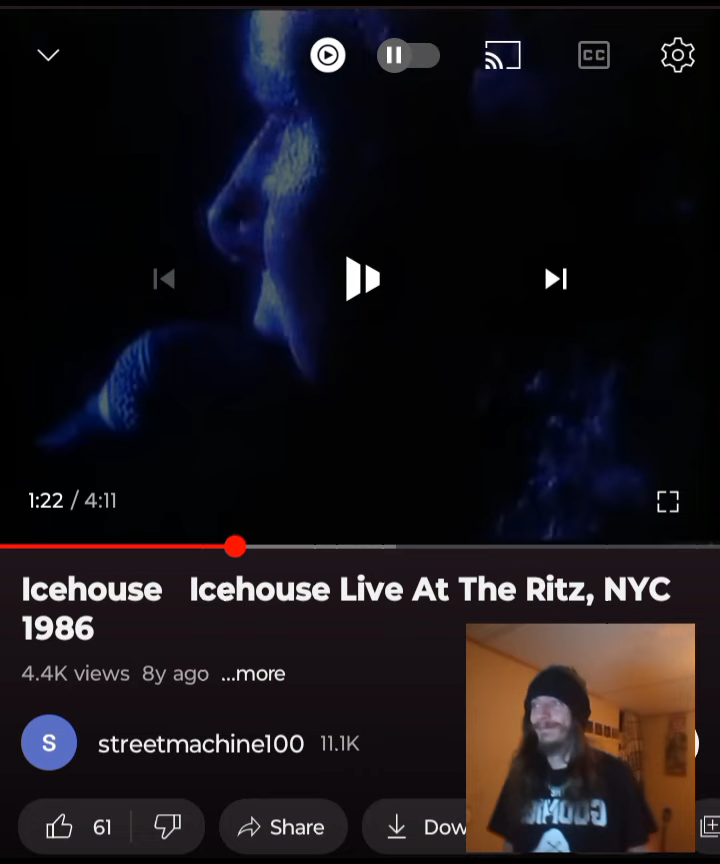 CC
1:22 / 4:11
Icehouse Icehouse Live At The Ritz, NYC
1986
4.4K views 8y ago ...more
S streetmachine100 11.1K
61 Share Dow